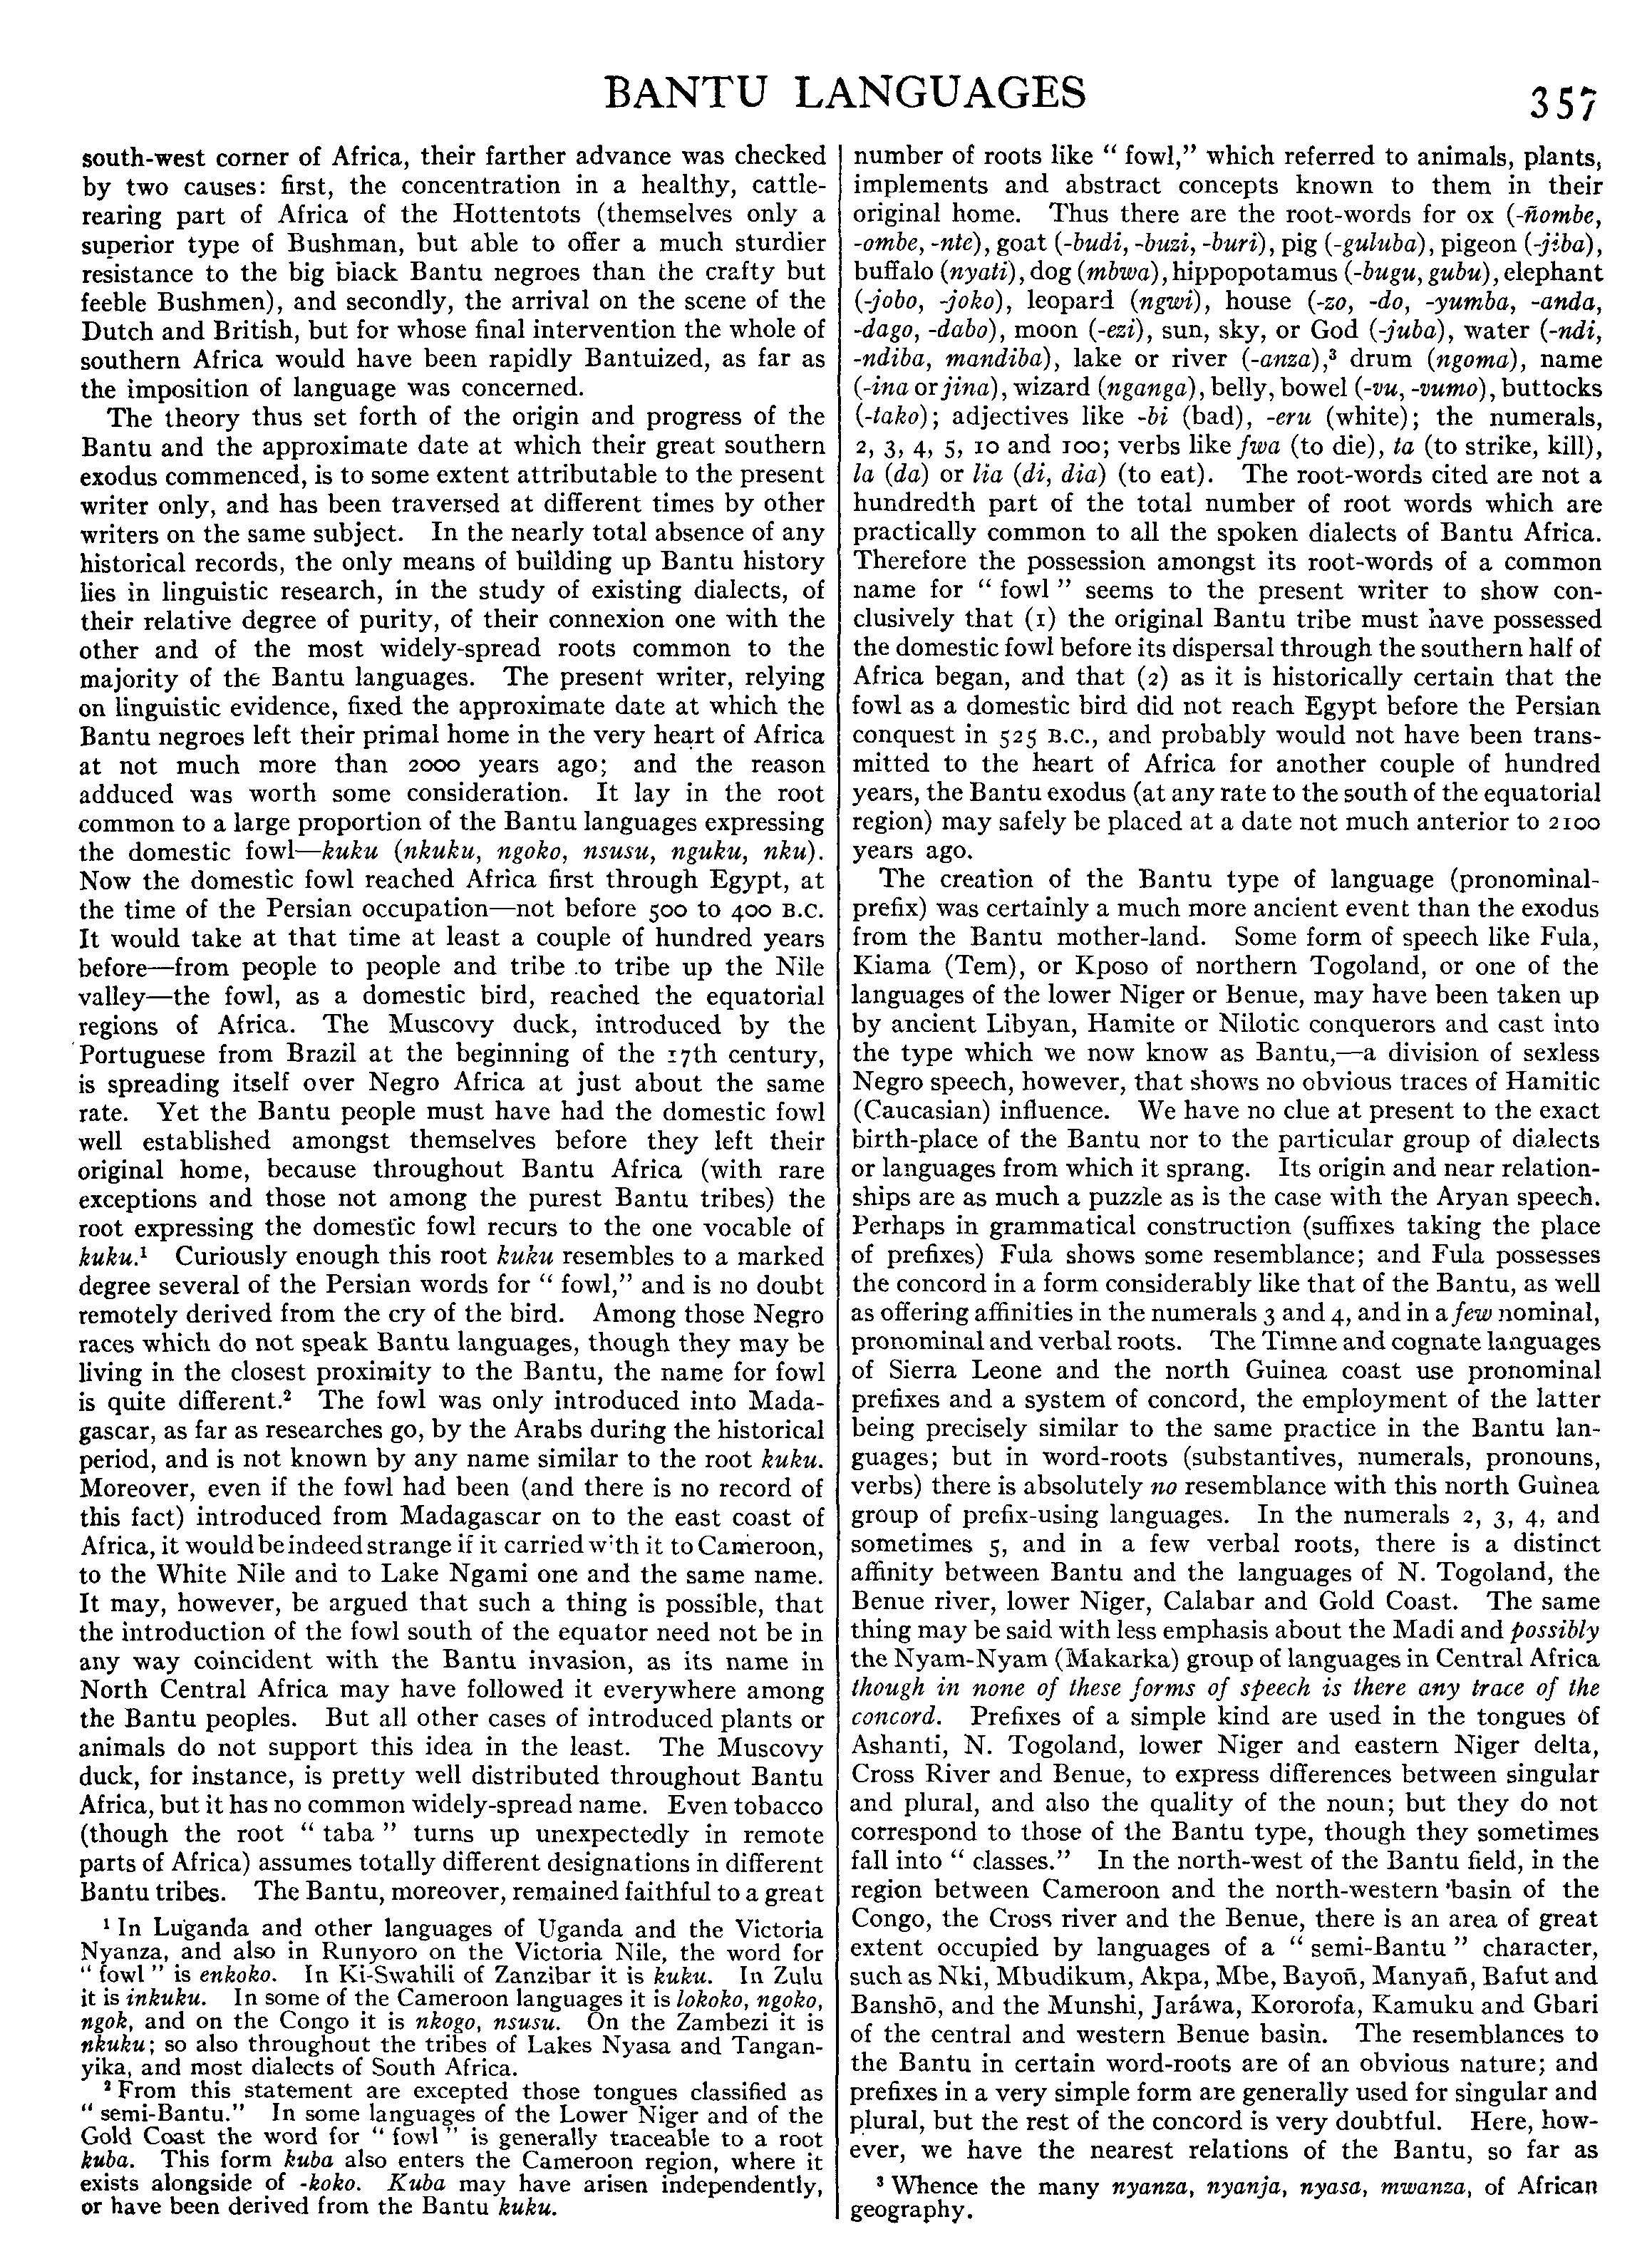 BANTU LANGUAGES
357
south-west corner of Africa, their farther advance was checked
by two causes: first, the concentration in a healthy, cattle-
rearing part of Africa of the Hottentots (themselves only a
superior type of Bushman, but able to offer a much sturdier
resistance to the big black Bantu negroes than the crafty but
feeble Bushmen), and secondly, the arrival on the scene of the
Dutch and British, but for whose final intervention the whole of
southern Africa would have been rapidly Bantuized, as far as
the imposition of language was concerned.
The theory thus set forth of the origin and progress of the
Bantu and the approximate date at which their great southern
exodus commenced, is to some extent attributable to the present
writer only, and has been traversed at different times by other
writers on the same subject. In the nearly total absence of any
historical records, the only means of building up Bantu history
lies in linguistic research, in the study of existing dialects, of
their relative degree of purity, of their connexion one with the
other and of the most widely-spread roots common to the
majority of the Bantu languages. The present writer, relying
on linguistic evidence, fixed the approximate date at which the
Bantu negroes left their primal home in the very heart of Africa
at not much more than 2000 years ago; and the reason
adduced was worth some consideration. It lay in the root
common to a large proportion of the Bantu languages expressing
the domestic fowl—kuku (nkuku, ngoko, nsusu, nguku, nku).
Now the domestic fowl reached Africa first through Egypt, at
the time of the Persian occupation—not before 500 to 400 B.C.
It would take at that time at least a couple of hundred years
before—from people to people and tribe to tribe up the Nile
valley—the fowl, as a domestic bird, reached the equatorial
regions of Africa. The Muscovy duck, introduced by the
Portuguese from Brazil at the beginning of the 17th century,
is spreading itself over Negro Africa at just about the same
rate. Yet the Bantu people must have had the domestic fowl
well established amongst themselves before they left their
original home, because throughout Bantu Africa (with rare
exceptions and those not among the purest Bantu tribes) the
root expressing the domestic fowl recurs to the one vocable of
kuku.¹ Curiously enough this root kuku resembles to a marked
degree several of the Persian words for " fowl," and is no doubt
remotely derived from the cry of the bird. Among those Negro
races which do not speak Bantu languages, though they may be
living in the closest proximity to the Bantu, the name for fowl
is quite different.² The fowl was only introduced into Mada-
gascar, as far as researches go, by the Arabs during the historical
period, and is not known by any name similar to the root kuku.
Moreover, even if the fowl had been (and there is no record of
this fact) introduced from Madagascar on to the east coast of
Africa, it would be indeed strange if it carried with it to Cameroon,
to the White Nile and to Lake Ngami one and the same name.
It may, however, be argued that such a thing is possible, that
the introduction of the fowl south of the equator need not be in
any way coincident with the Bantu invasion, as its name in
North Central Africa may have followed it everywhere among
the Bantu peoples. But all other cases of introduced plants or
animals do not support this idea in the least. The Muscovy
duck, for instance, is pretty well distributed throughout Bantu
Africa, but it has no common widely-spread name. Even tobacco
(though the root " taba " turns up unexpectedly in remote
parts of Africa) assumes totally different designations in different
Bantu tribes. The Bantu, moreover, remained faithful to a great
¹ In Luganda and other languages of Uganda and the Victoria
Nyanza, and also in Runyoro on the Victoria Nile, the word for
" fowl " is enkoko. In Ki-Swahili of Zanzibar it is kuku. In Zulu
it is inkuku. In some of the Cameroon languages it is lokoko, ngoko,
ngok, and on the Congo it is nkogo, nsusu. On the Zambezi it is
nkuku; so also throughout the tribes of Lakes Nyasa and Tangan-
yika, and most dialects of South Africa.
² From this statement are excepted those tongues classified as
" semi-Bantu." In some languages of the Lower Niger and of the
Gold Coast the word for " fowl " is generally traceable to a root
kuba. This form kuba also enters the Cameroon region, where it
exists alongside of -koko. Kuba may have arisen independently,
or have been derived from the Bantu kuku.
number of roots like " fowl," which referred to animals, plants,
implements and abstract concepts known to them in their
original home. Thus there are the root-words for ox (-ñombe,
-ombe, -nte), goat (-budi, -buzi, -buri), pig (-guluba), pigeon (-jiba),
buffalo (nyati), dog (mbwa), hippopotamus (-bugu, gubu), elephant
(-jobo, -joko), leopard (ngwi), house (-zo, -do, -yumba, -anda,
-dago, -dabo), moon (-ezi), sun, sky, or God (-juba), water (-ndi,
-ndiba, mandiba), lake or river (-anza),³ drum (ngoma), name
(-ina or jina), wizard (nganga), belly, bowel (-vu, -vumo), buttocks
(-tako); adjectives like -bi (bad), -eru (white); the numerals,
2, 3, 4, 5, 10 and 100; verbs like fwa (to die), ta (to strike, kill),
la (da) or lia (di, dia) (to eat). The root-words cited are not a
hundredth part of the total number of root words which are
practically common to all the spoken dialects of Bantu Africa.
Therefore the possession amongst its root-words of a common
name for " fowl " seems to the present writer to show con-
clusively that (1) the original Bantu tribe must have possessed
the domestic fowl before its dispersal through the southern half of
Africa began, and that (2) as it is historically certain that the
fowl as a domestic bird did not reach Egypt before the Persian
conquest in 525 B.C., and probably would not have been trans-
mitted to the heart of Africa for another couple of hundred
years, the Bantu exodus (at any rate to the south of the equatorial
region) may safely be placed at a date not much anterior to 2100
years ago.
The creation of the Bantu type of language (pronominal-
prefix) was certainly a much more ancient event than the exodus
from the Bantu mother-land. Some form of speech like Fula,
Kiama (Tem), or Kposo of northern Togoland, or one of the
languages of the lower Niger or Benue, may have been taken up
by ancient Libyan, Hamite or Nilotic conquerors and cast into
the type which we now know as Bantu,—a division of sexless
Negro speech, however, that shows no obvious traces of Hamitic
(Caucasian) influence. We have no clue at present to the exact
birth-place of the Bantu nor to the particular group of dialects
or languages from which it sprang. Its origin and near relation-
ships are as much a puzzle as is the case with the Aryan speech.
Perhaps in grammatical construction (suffixes taking the place
of prefixes) Fula shows some resemblance; and Fula possesses
the concord in a form considerably like that of the Bantu, as well
as offering affinities in the numerals 3 and 4, and in a few nominal,
pronominal and verbal roots. The Timne and cognate languages
of Sierra Leone and the north Guinea coast use pronominal
prefixes and a system of concord, the employment of the latter
being precisely similar to the same practice in the Bantu lan-
guages; but in word-roots (substantives, numerals, pronouns,
verbs) there is absolutely no resemblance with this north Guinea
group of prefix-using languages. In the numerals 2, 3, 4, and
sometimes 5, and in a few verbal roots, there is a distinct
affinity between Bantu and the languages of N. Togoland, the
Benue river, lower Niger, Calabar and Gold Coast. The same
thing may be said with less emphasis about the Madi and possibly
the Nyam-Nyam (Makarka) group of languages in Central Africa
though in none of these forms of speech is there any trace of the
concord. Prefixes of a simple kind are used in the tongues of
Ashanti, N. Togoland, lower Niger and eastern Niger delta,
Cross River and Benue, to express differences between singular
and plural, and also the quality of the noun; but they do not
correspond to those of the Bantu type, though they sometimes
fall into " classes." In the north-west of the Bantu field, in the
region between Cameroon and the north-western basin of the
Congo, the Cross river and the Benue, there is an area of great
extent occupied by languages of a " semi-Bantu " character,
such as Nki, Mbudikum, Akpa, Mbe, Bayoñ, Manyañ, Bafut and
Banshō, and the Munshi, Jaráwa, Kororofa, Kamuku and Gbari
of the central and western Benue basin. The resemblances to
the Bantu in certain word-roots are of an obvious nature; and
prefixes in a very simple form are generally used for singular and
plural, but the rest of the concord is very doubtful. Here, how-
ever, we have the nearest relations of the Bantu, so far as
³ Whence the many nyanza, nyanja, nyasa, mwanza, of African
geography.